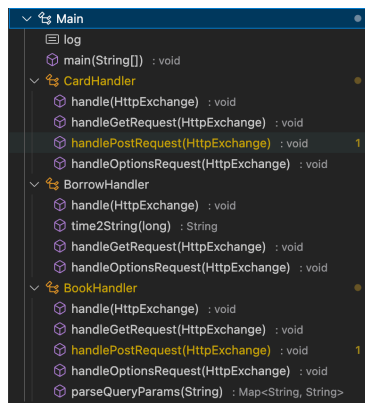 Main
log
main(String[]) : void
CardHandler
handle(HttpExchange) : void
handleGetRequest(HttpExchange) : void
handlePostRequest(HttpExchange) : void 1
handleOptionsRequest(HttpExchange) : void
BorrowHandler
handle(HttpExchange) : void
time2String(long) : String
handleGetRequest(HttpExchange) : void
handleOptionsRequest(HttpExchange) : void
BookHandler
handle(HttpExchange) : void
handleGetRequest(HttpExchange) : void
handlePostRequest(HttpExchange) : void 1
handleOptionsRequest(HttpExchange) : void
parseQueryParams(String) : Map<String, String>